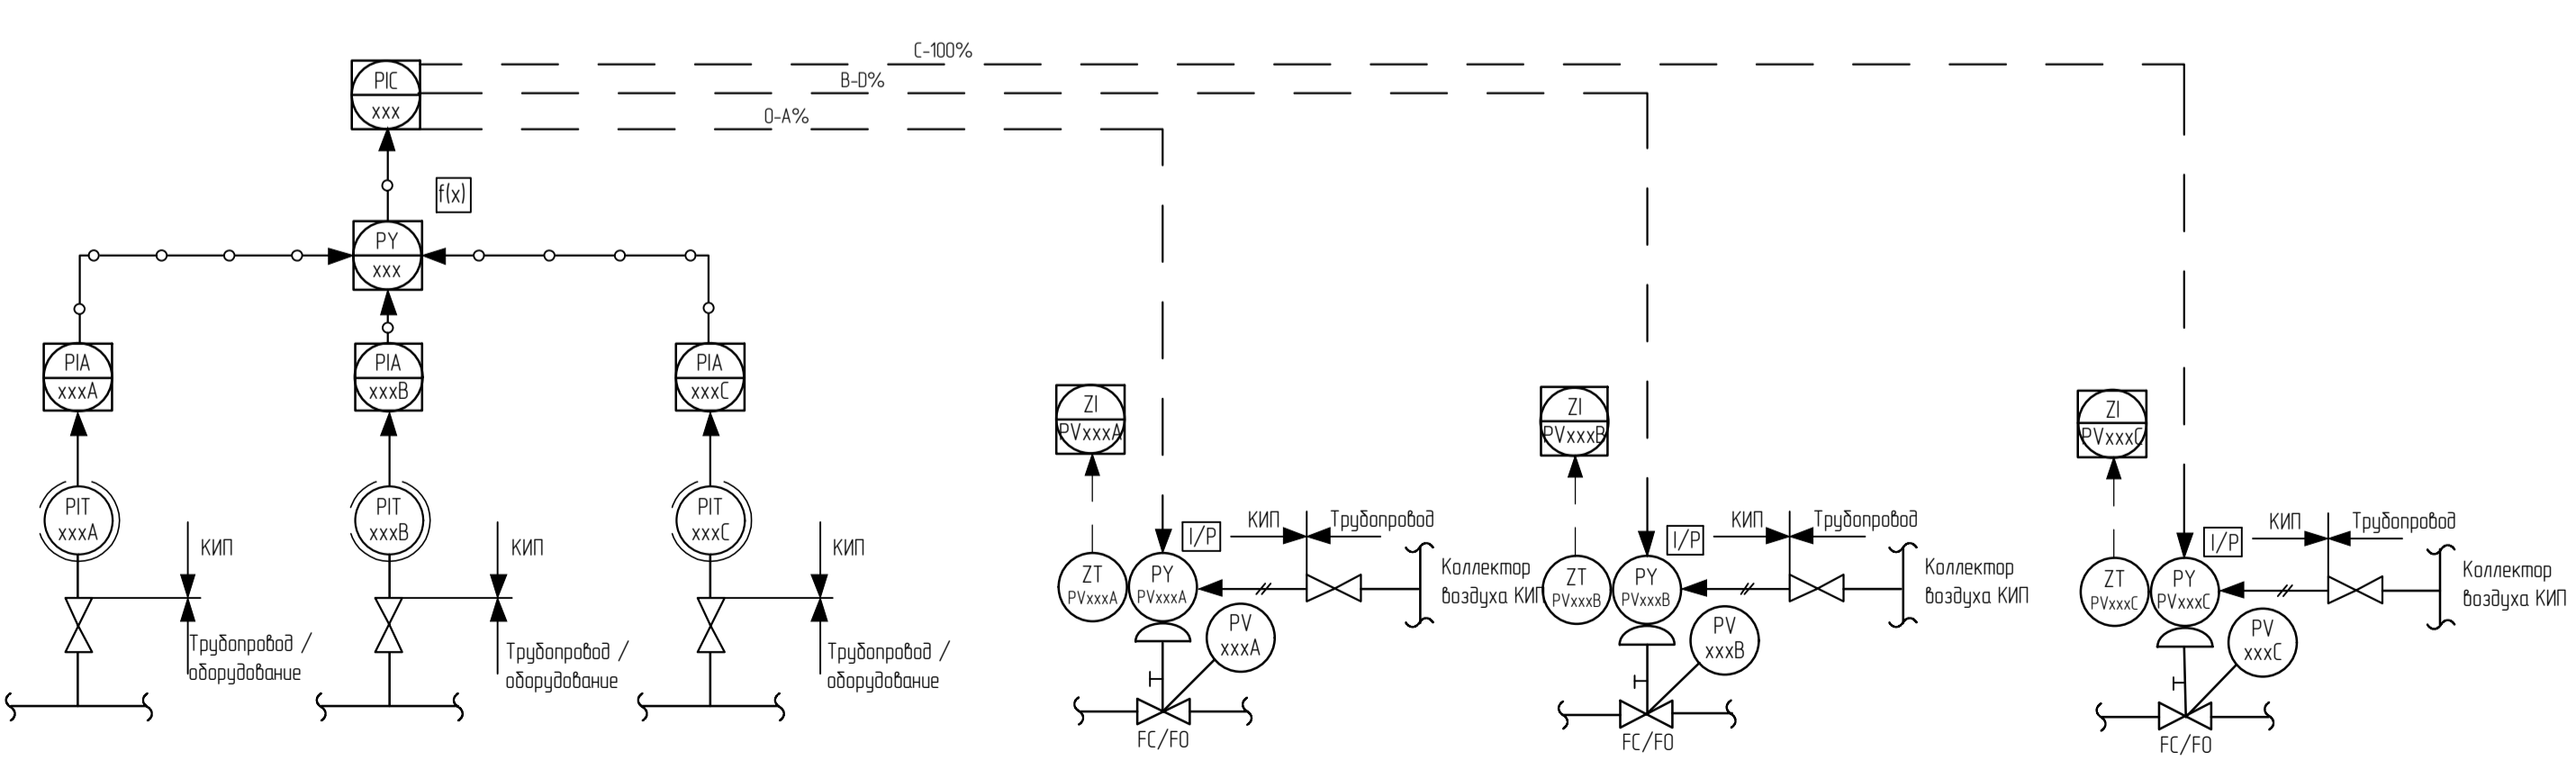 C-100%
B-D%
0-A%
PIC
xxx
f(x)
PY
xxx
PIA
xxxA
PIA
xxxB
PIA
xxxC
PIT
xxxA
PIT
xxxB
PIT
xxxC
КИП
Трубопровод /
оборудование
КИП
Трубопровод /
оборудование
КИП
Трубопровод /
оборудование
ZI
PVxxxA
I/P
КИП
Трубопровод
ZT
PVxxxA
PY
PVxxxA
Коллектор
воздуха КИП
PV
xxxA
FC/FO
ZI
PVxxxB
I/P
КИП
Трубопровод
ZT
PVxxxB
PY
PVxxxB
Коллектор
воздуха КИП
PV
xxxB
FC/FO
ZI
PVxxxC
I/P
КИП
Трубопровод
ZT
PVxxxC
PY
PVxxxC
Коллектор
воздуха КИП
PV
xxxC
FC/FO